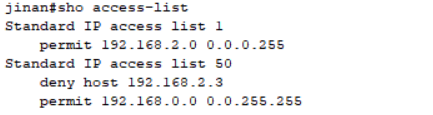 jinan#sho access-list
Standard IP access list 1
    permit 192.168.2.0 0.0.0.255
Standard IP access list 50
    deny host 192.168.2.3
    permit 192.168.0.0 0.0.255.255